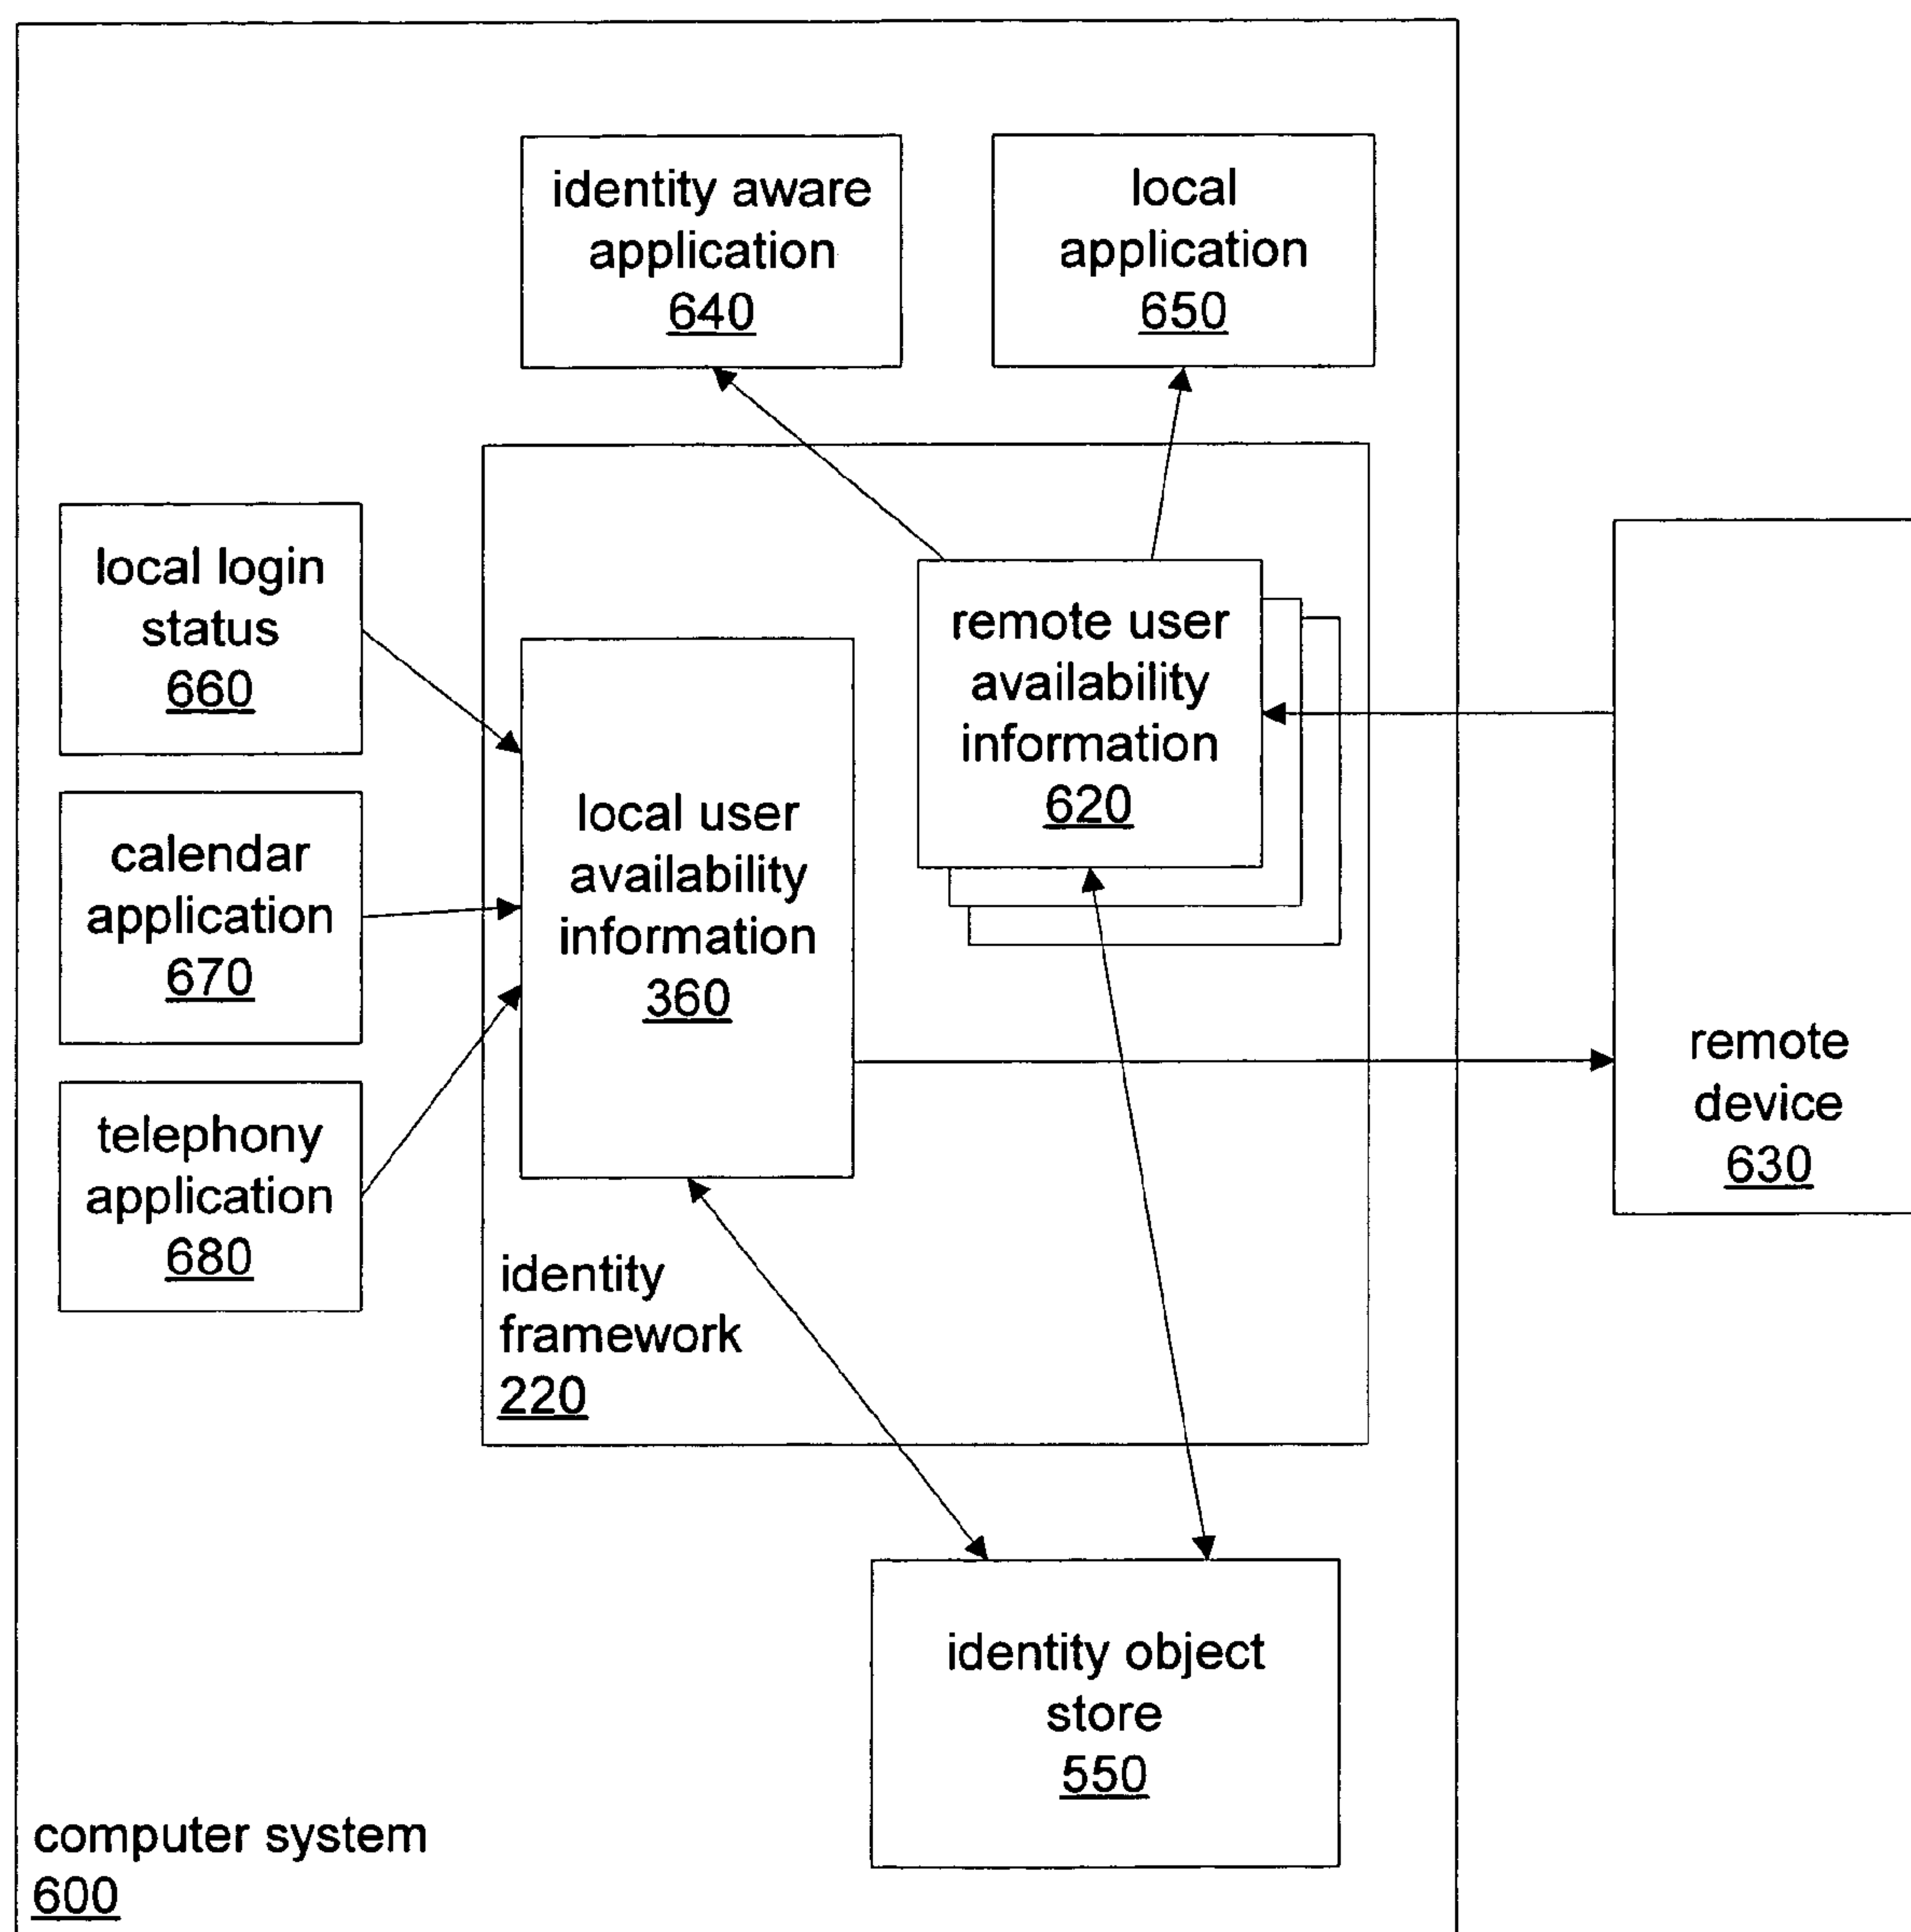 identity aware
application
640
local
application
650
local login
status
660
calendar
application
670
telephony
application
680
local user
availability
information
360
remote user
availability
information
620
remote
device
630
identity
framework
220
identity object
store
550
computer system
600